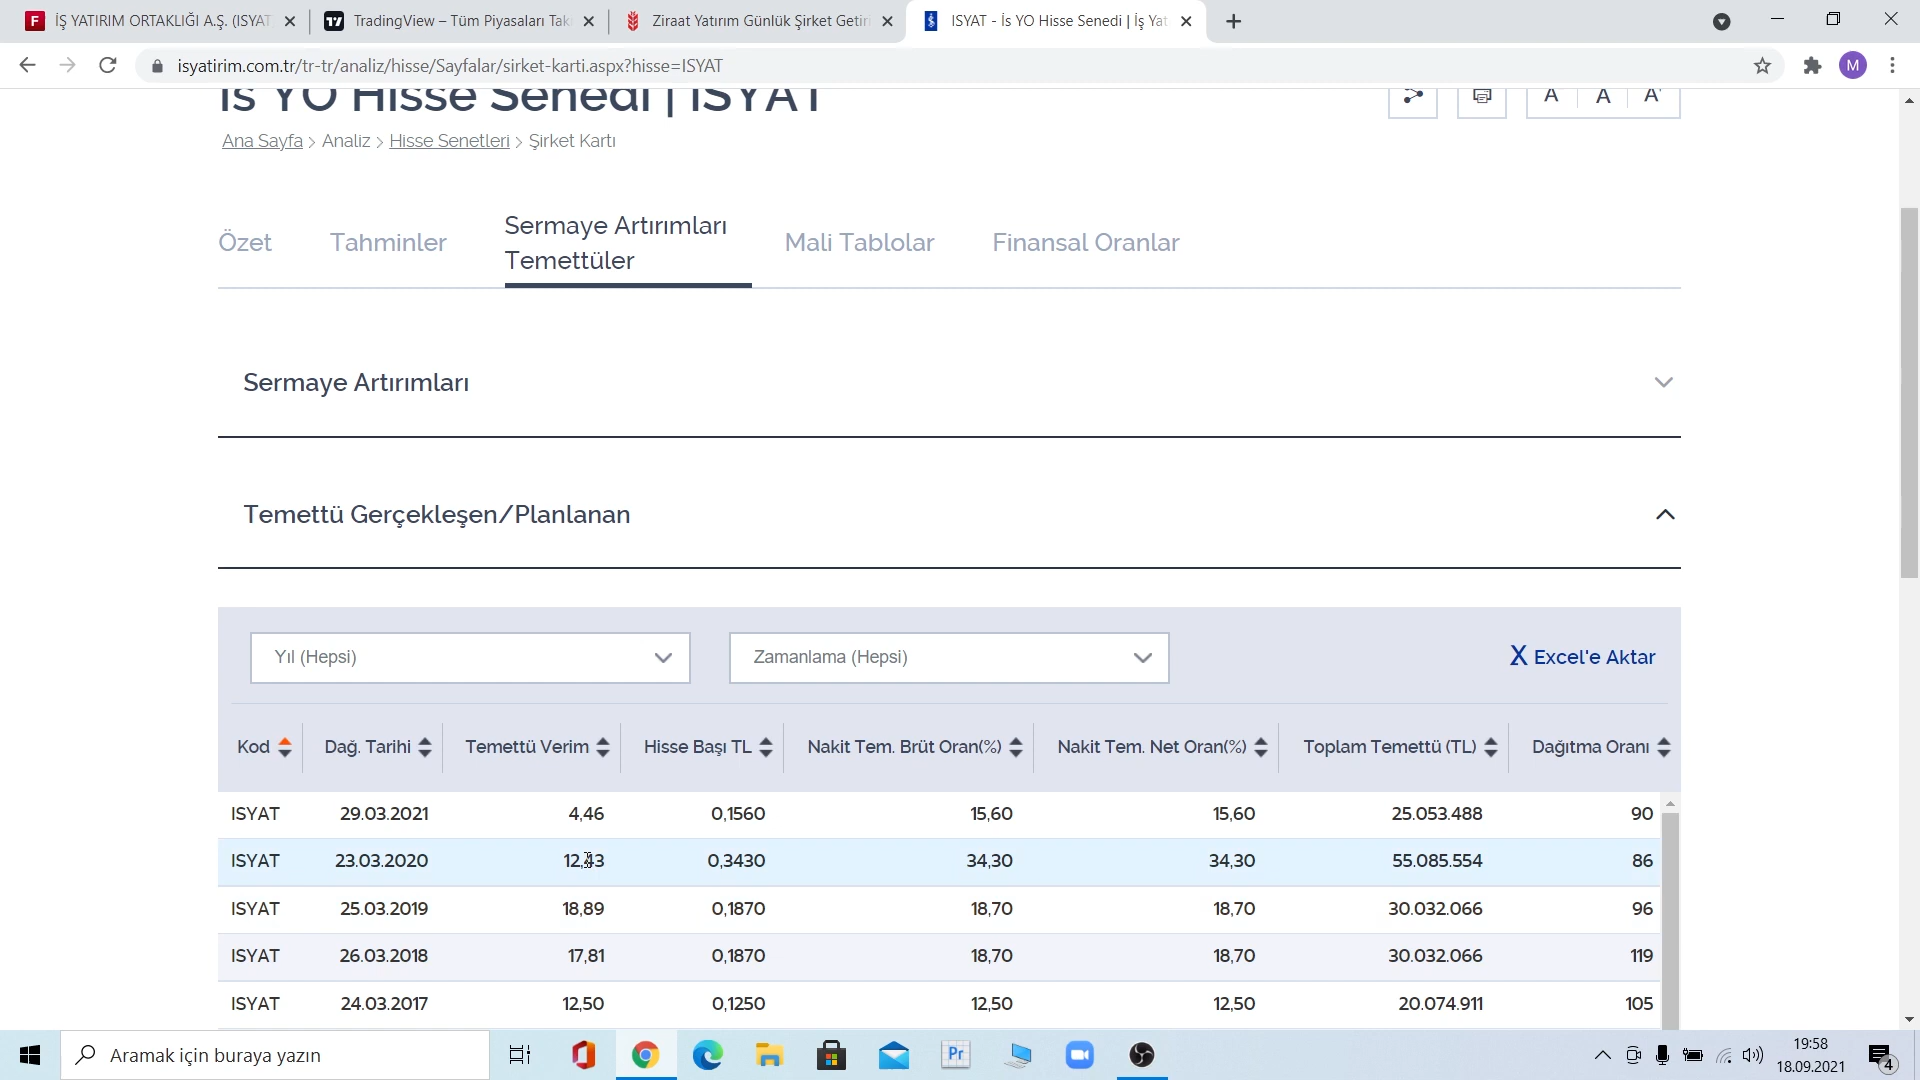 İŞ YATIRIM ORTAKLIĞI A.Ş. (ISYAT
TradingView – Tüm Piyasaları Tak
Ziraat Yatırım Günlük Şirket Getiri
ISYAT - İs YO Hisse Senedi | İş Yat
isyatirim.com.tr/tr-tr/analiz/hisse/Sayfalar/sirket-karti.aspx?hisse=ISYAT
M
İs YO Hisse Senedi | ISYAT
A A A+
Ana Sayfa > Analiz > Hisse Senetleri > Şirket Kartı
Özet
Tahminler
Sermaye Artırımları
Temettüler
Mali Tablolar
Finansal Oranlar
Sermaye Artırımları
Temettü Gerçekleşen/Planlanan
Yıl (Hepsi)
Zamanlama (Hepsi)
X Excel'e Aktar
Kod Dağ. Tarihi Temettü Verim Hisse Başı TL Nakit Tem. Brüt Oran(%) Nakit Tem. Net Oran(%) Toplam Temettü (TL) Dağıtma Oranı
ISYAT 29.03.2021 4,46 0,1560 15,60 15,60 25.053.488 90
ISYAT 23.03.2020 12,43 0,3430 34,30 34,30 55.085.554 86
ISYAT 25.03.2019 18,89 0,1870 18,70 18,70 30.032.066 96
ISYAT 26.03.2018 17,81 0,1870 18,70 18,70 30.032.066 119
ISYAT 24.03.2017 12,50 0,1250 12,50 12,50 20.074.911 105
Aramak için buraya yazın
Pr
19:58
18.09.2021
4